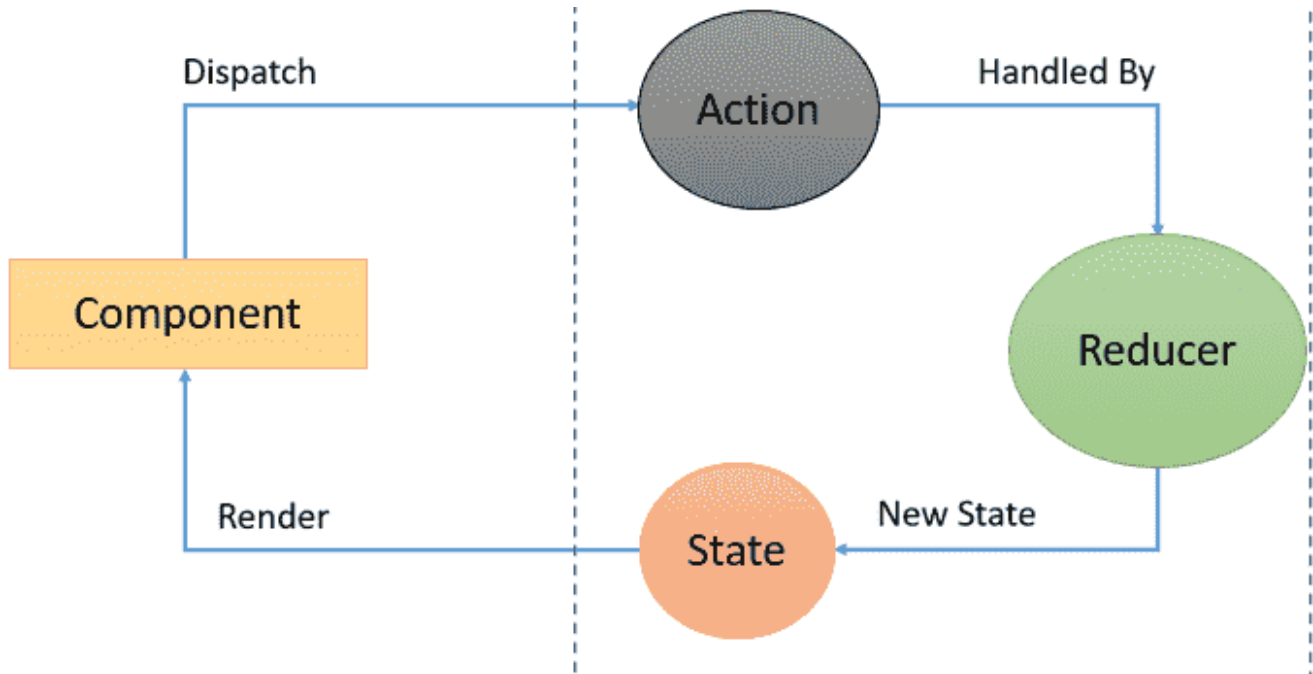 Dispatch
Handled By
Action
Component
Reducer
Render
New State
State